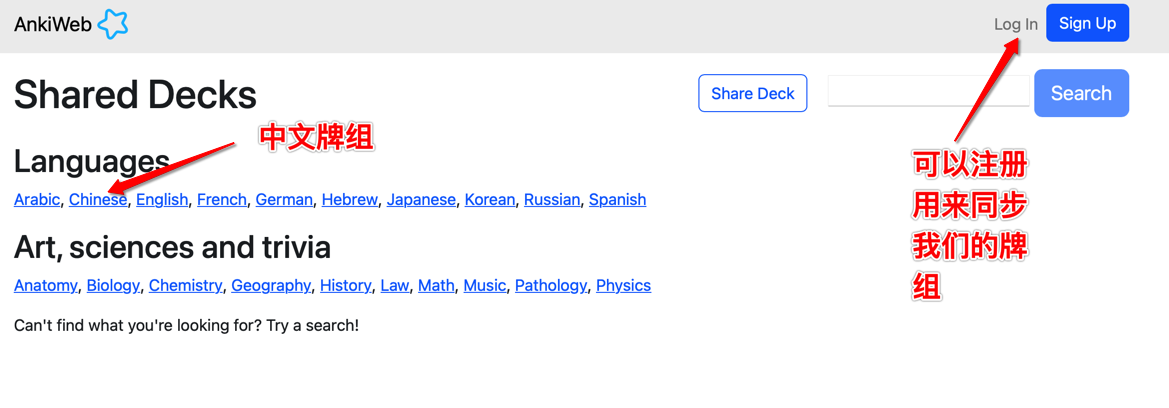 AnkiWeb
Log In
Sign Up
Shared Decks
Share Deck
Search
中文牌组
Languages
Arabic, Chinese, English, French, German, Hebrew, Japanese, Korean, Russian, Spanish
可以注册
用来同步
我们的牌
组
Art, sciences and trivia
Anatomy, Biology, Chemistry, Geography, History, Law, Math, Music, Pathology, Physics
Can't find what you're looking for? Try a search!